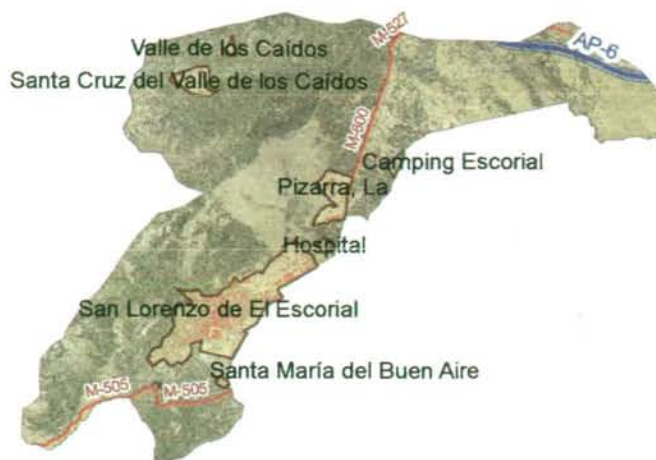 M-527
Valle de los Caídos
AP-6
Santa Cruz del Valle de los Caídos
M-600
Camping Escorial
Pizarra, La
Hospital
San Lorenzo de El Escorial
Santa María del Buen Aire
M-505
M-505